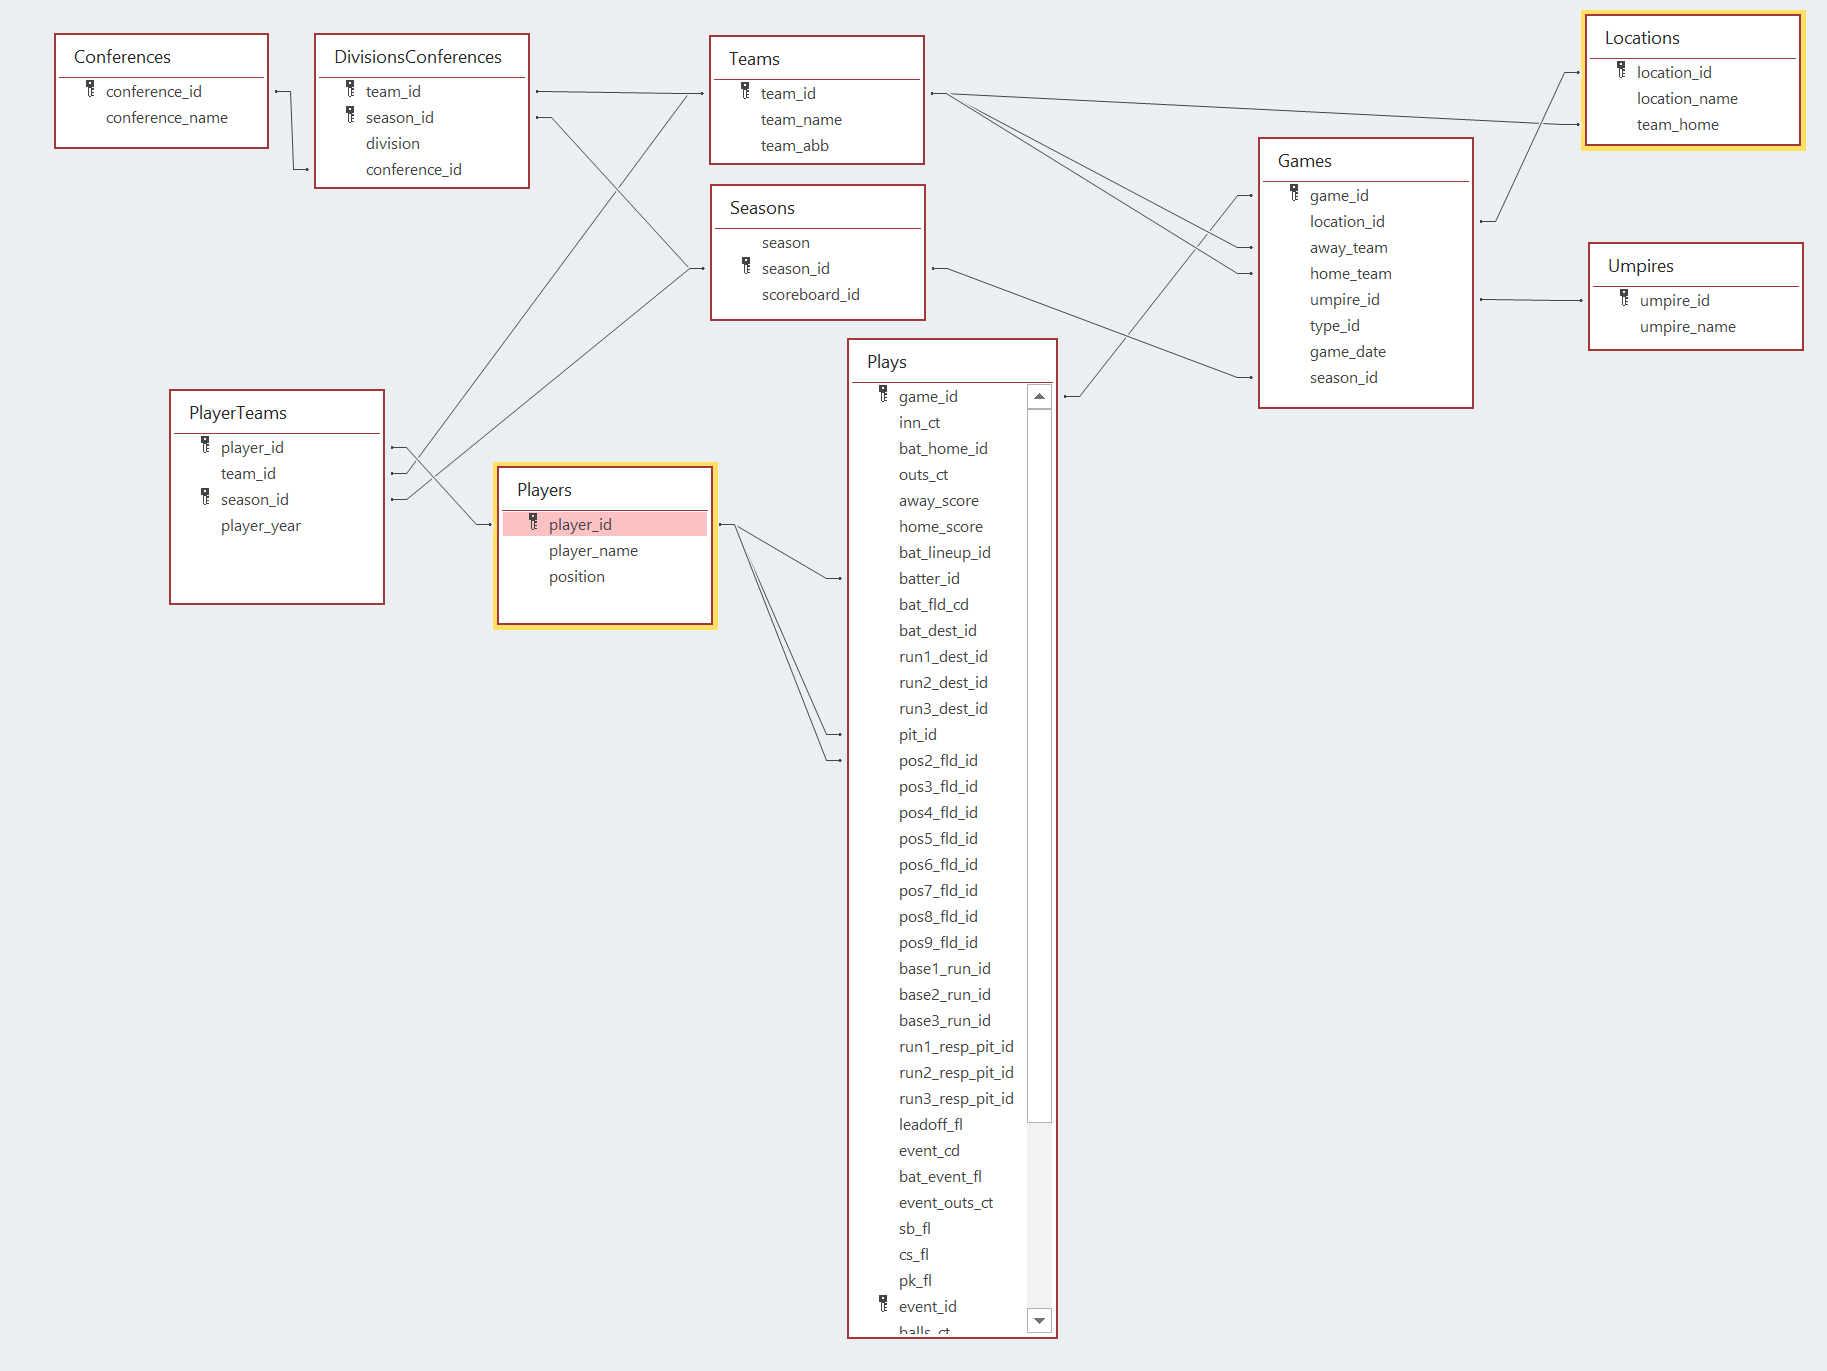 Conferences
conference_id
conference_name
DivisionsConferences
team_id
season_id
division
conference_id
Teams
team_id
team_name
team_abb
Locations
location_id
location_name
team_home
Seasons
season
season_id
scoreboard_id
Games
game_id
location_id
away_team
home_team
umpire_id
type_id
game_date
season_id
Umpires
umpire_id
umpire_name
PlayerTeams
player_id
team_id
season_id
player_year
Players
player_id
player_name
position
Plays
game_id
inn_ct
bat_home_id
outs_ct
away_score
home_score
bat_lineup_id
batter_id
bat_fld_cd
bat_dest_id
run1_dest_id
run2_dest_id
run3_dest_id
pit_id
pos2_fld_id
pos3_fld_id
pos4_fld_id
pos5_fld_id
pos6_fld_id
pos7_fld_id
pos8_fld_id
pos9_fld_id
base1_run_id
base2_run_id
base3_run_id
run1_resp_pit_id
run2_resp_pit_id
run3_resp_pit_id
leadoff_fl
event_cd
bat_event_fl
event_outs_ct
sb_fl
cs_fl
pk_fl
event_id
balls_ct